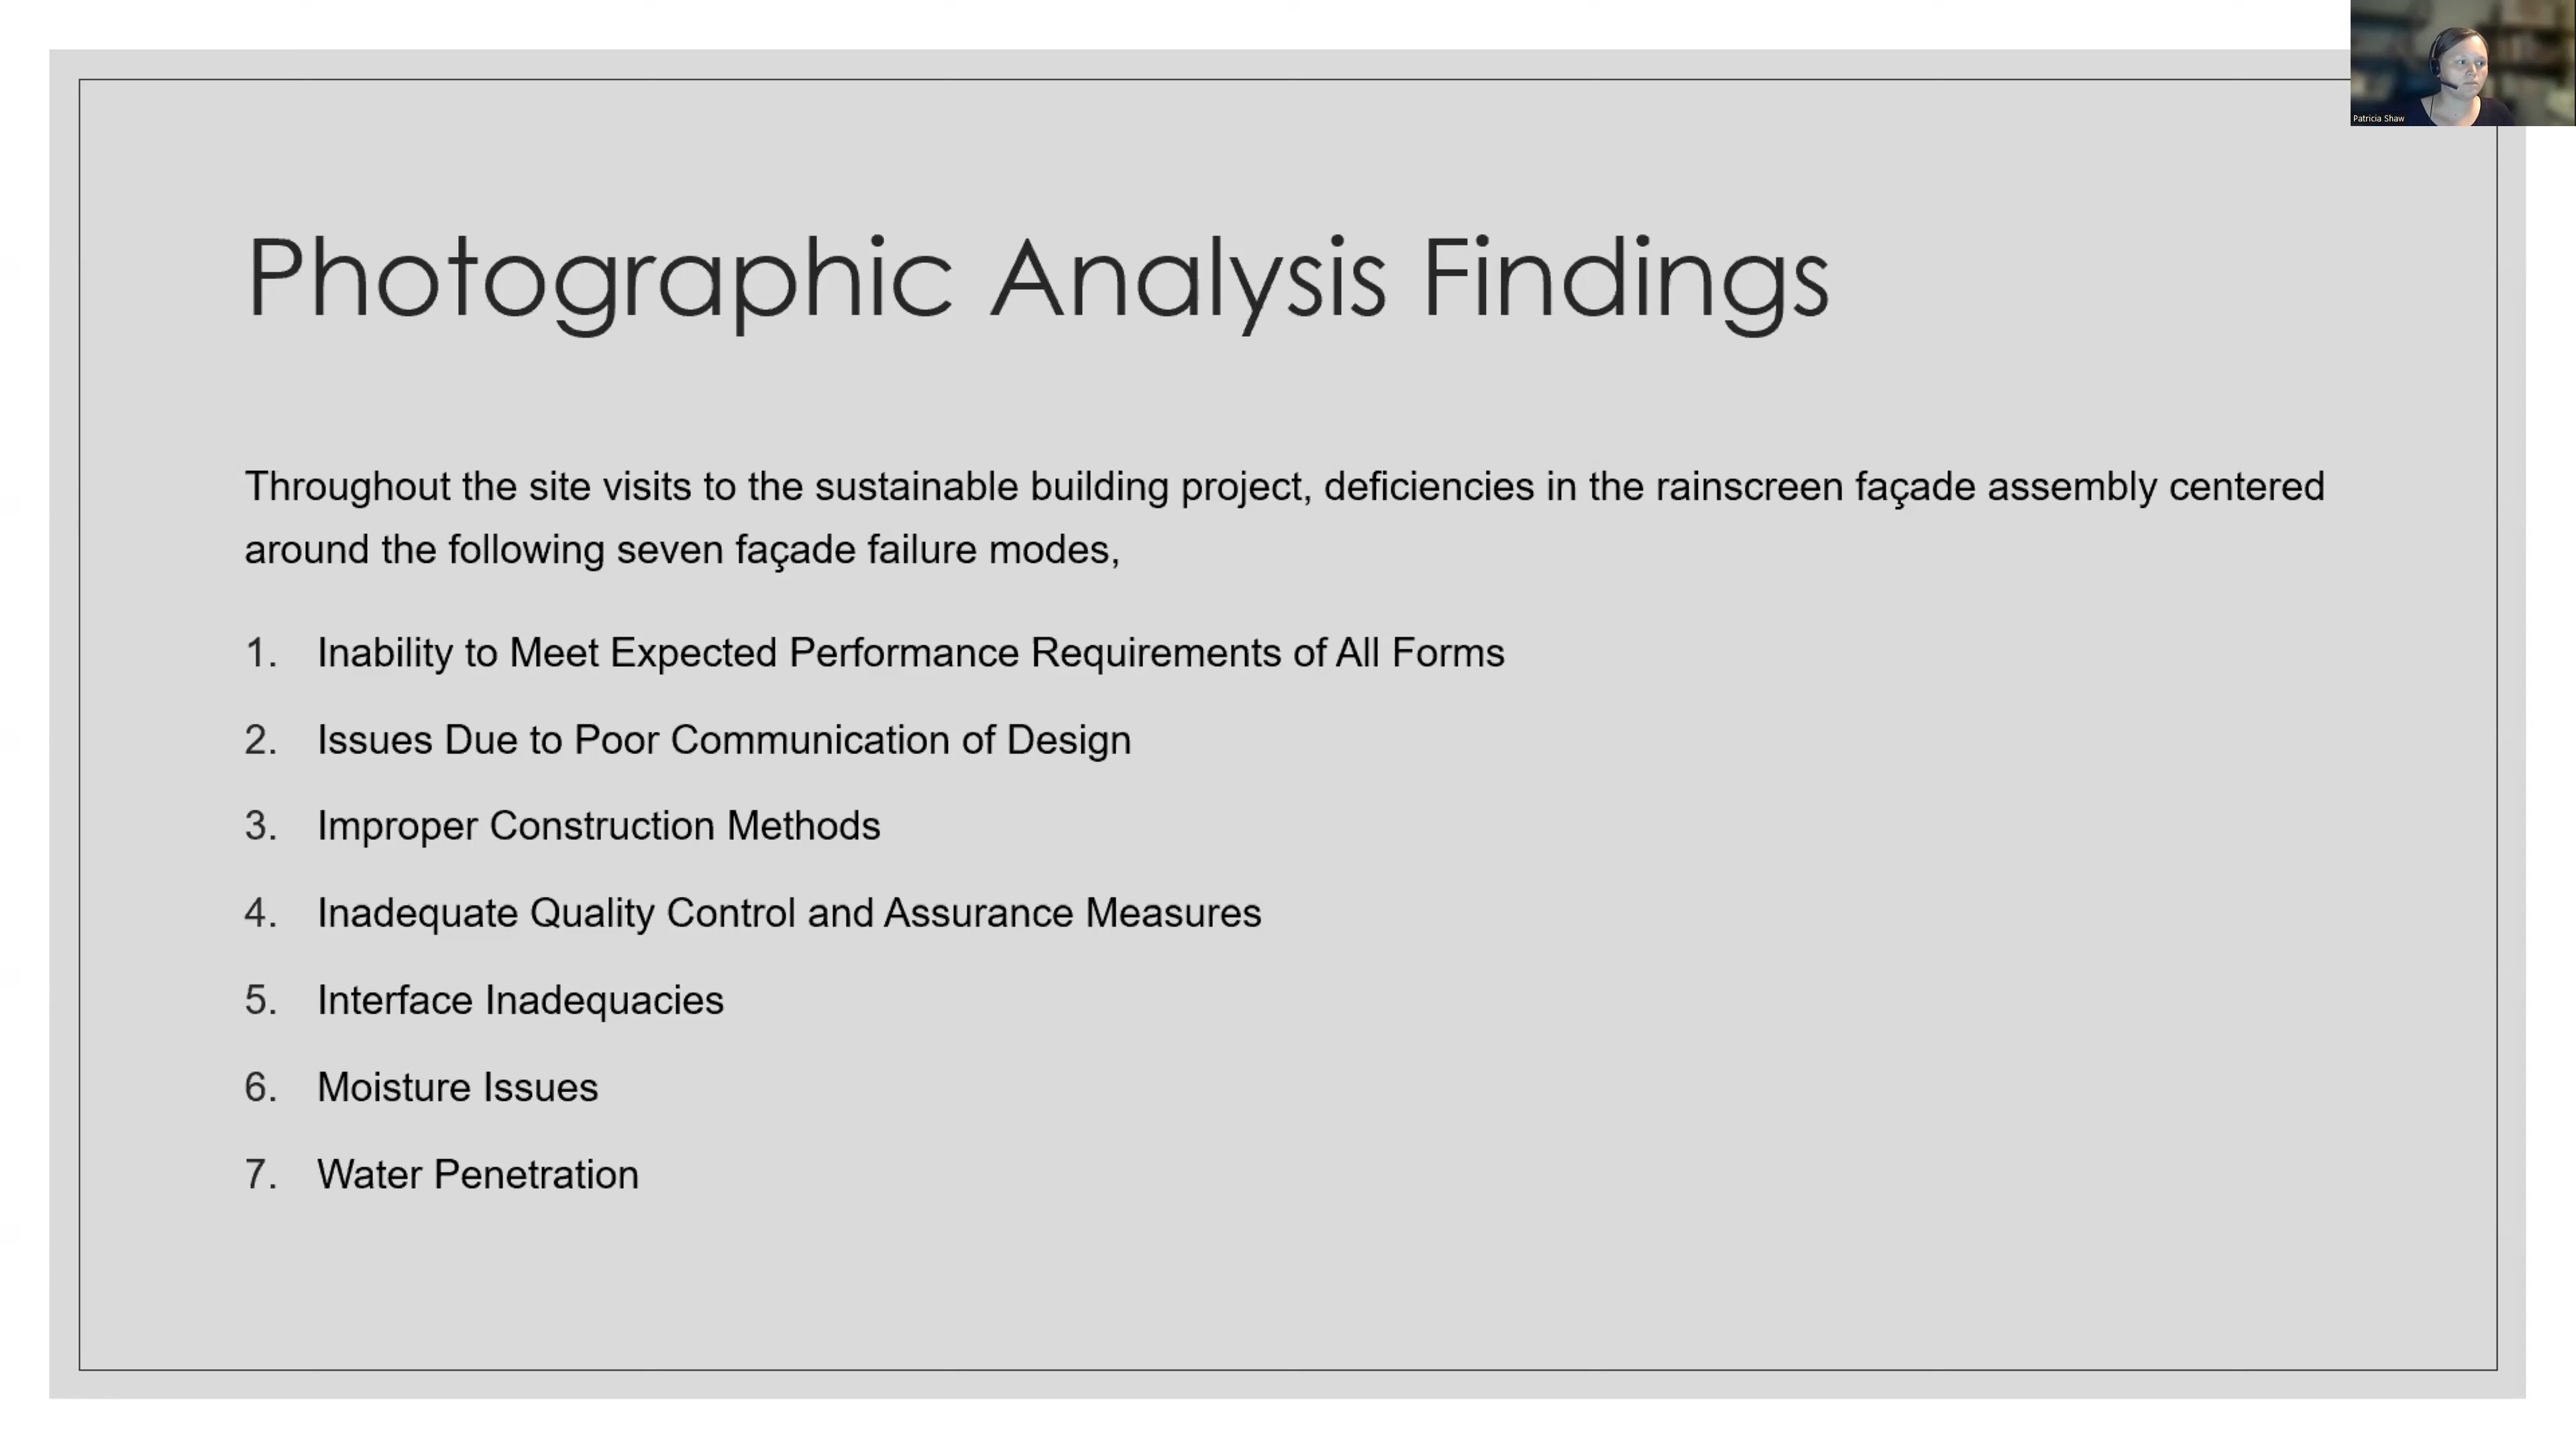 Patricia Shaw
Photographic Analysis Findings
Throughout the site visits to the sustainable building project, deficiencies in the rainscreen façade assembly centered
around the following seven façade failure modes,
1. Inability to Meet Expected Performance Requirements of All Forms
2. Issues Due to Poor Communication of Design
3. Improper Construction Methods
4. Inadequate Quality Control and Assurance Measures
5. Interface Inadequacies
6. Moisture Issues
7. Water Penetration